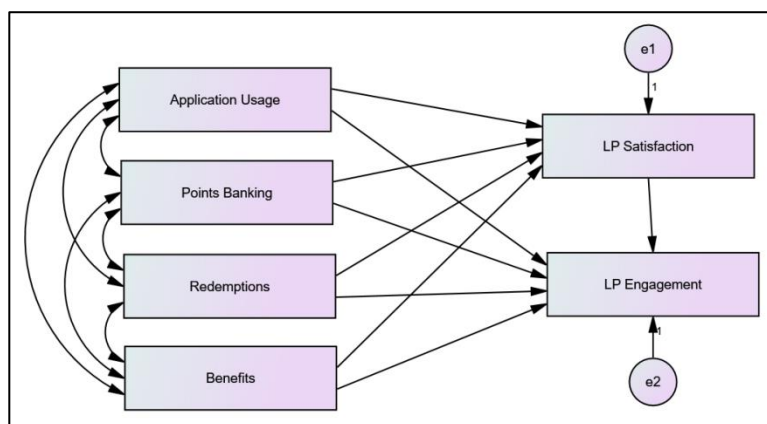 e1
1
Application Usage
LP Satisfaction
Points Banking
Redemptions
LP Engagement
1
Benefits
e2